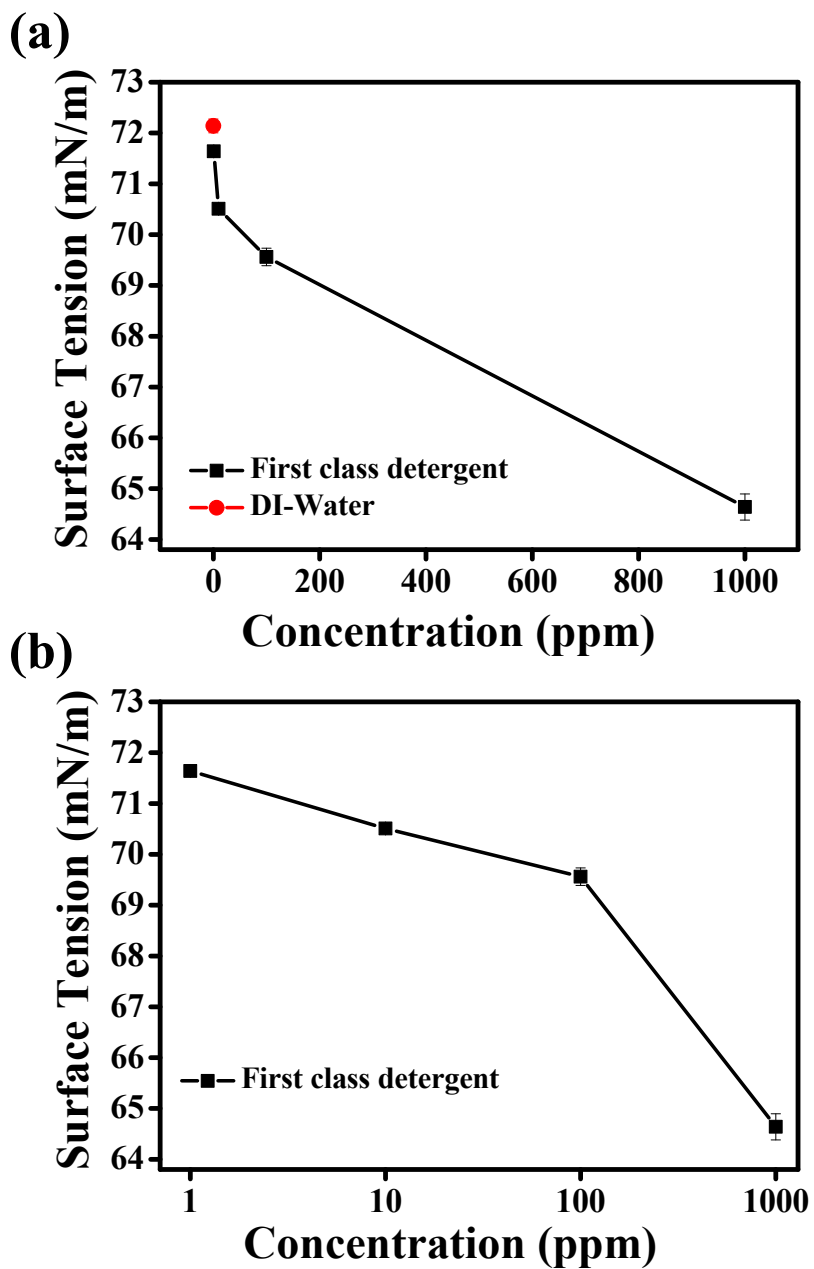 (a)
73
72
71
70
69
68
67
66
65
64
Surface Tension (mN/m)
First class detergent
DI-Water
0 200 400 600 800 1000
Concentration (ppm)
(b)
73
72
71
70
69
68
67
66
65
64
Surface Tension (mN/m)
First class detergent
1 10 100 1000
Concentration (ppm)